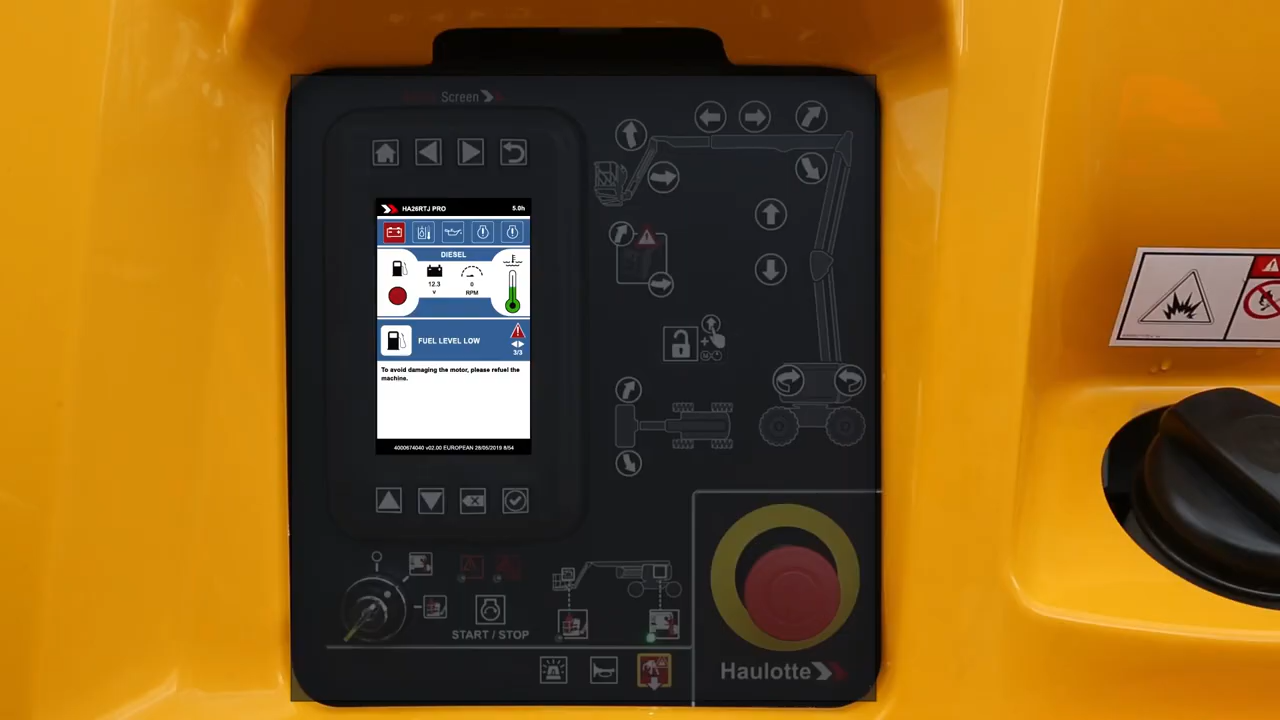 Screen
HA26RTJ PRO 5.0h
DIESEL
12.3 0
V RPM
FUEL LEVEL LOW
3/3
To avoid damaging the motor, please refuel the
machine.
4000674040 v02.00 EUROPEAN 28/05/2019 8/54
START / STOP
Haulotte